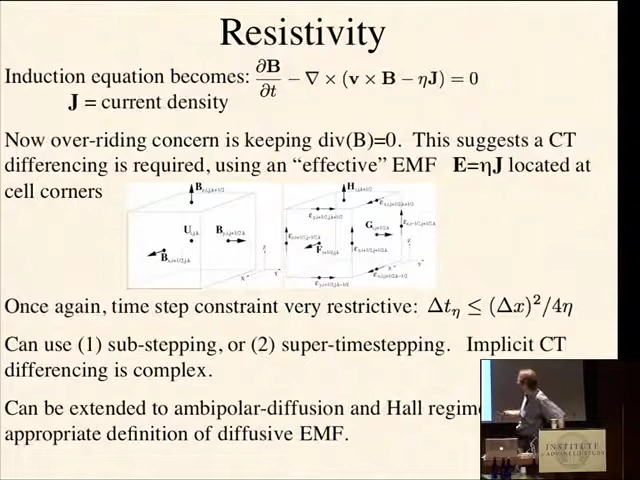 Resistivity
Induction equation becomes: ∂B/∂t − ∇ × (v × B − ηJ) = 0
J = current density
Now over-riding concern is keeping div(B)=0. This suggests a CT
differencing is required, using an “effective” EMF E=ηJ located at
cell corners
Once again, time step constraint very restrictive: Δtη ≤ (Δx)²/4η
Can use (1) sub-stepping, or (2) super-timestepping. Implicit CT
differencing is complex.
Can be extended to ambipolar-diffusion and Hall
appropriate definition of diffusive EMF.
INSTITUTE
ADVANCED STUDY